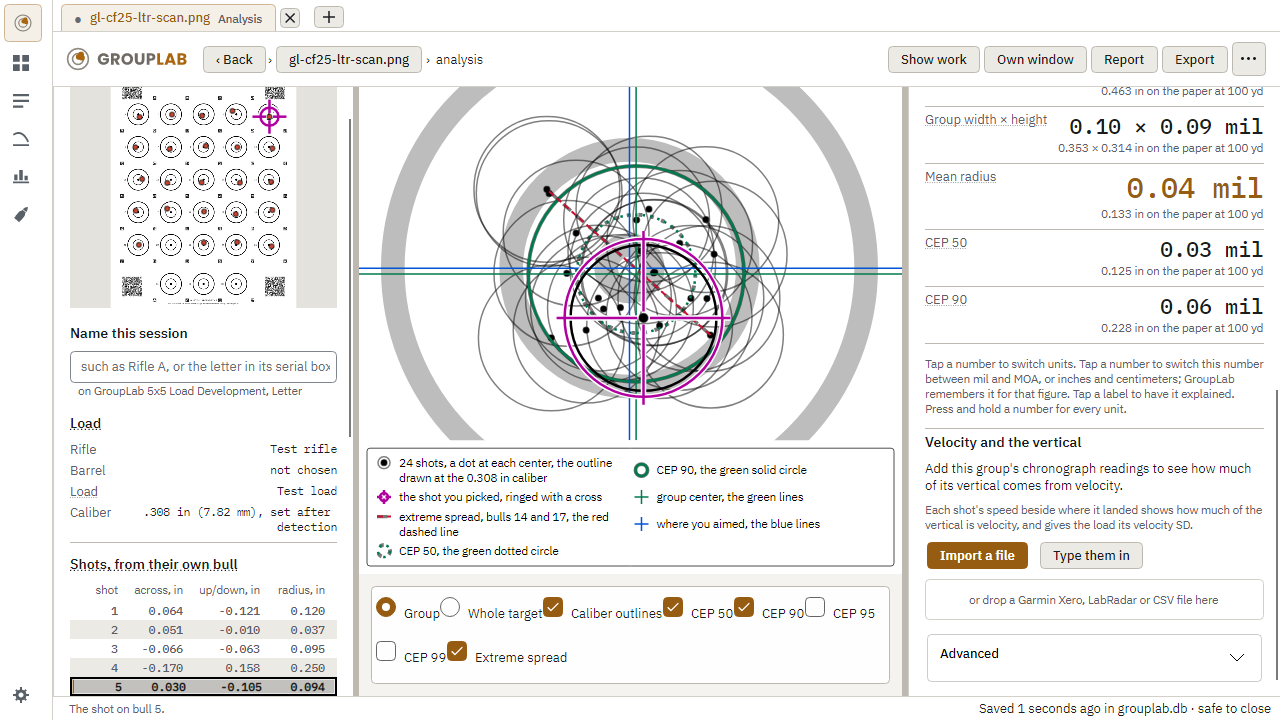 gl-cf25-ltr-scan.png Analysis
GROUPLAB
‹ Back › gl-cf25-ltr-scan.png › analysis
Show work Own window Report Export
Name this session
such as Rifle A, or the letter in its serial box
on GroupLab 5x5 Load Development, Letter
Load
Rifle Test rifle
Barrel not chosen
Load Test load
Caliber .308 in (7.82 mm), set after
detection
Shots, from their own bull
shot across, in up/down, in radius, in
1 0.064 -0.121 0.120
2 0.051 -0.010 0.037
3 -0.066 -0.063 0.095
4 -0.170 0.158 0.250
5 0.030 -0.105 0.094
24 shots, a dot at each center, the outline
drawn at the 0.308 in caliber
the shot you picked, ringed with a cross
extreme spread, bulls 14 and 17, the red
dashed line
CEP 50, the green dotted circle
CEP 90, the green solid circle
group center, the green lines
where you aimed, the blue lines
Group Whole target Caliber outlines CEP 50 CEP 90 CEP 95
CEP 99 Extreme spread
0.463 in on the paper at 100 yd
Group width × height 0.10 × 0.09 mil
0.353 × 0.314 in on the paper at 100 yd
Mean radius 0.04 mil
0.133 in on the paper at 100 yd
CEP 50 0.03 mil
0.125 in on the paper at 100 yd
CEP 90 0.06 mil
0.228 in on the paper at 100 yd
Tap a number to switch units. Tap a number to switch this number
between mil and MOA, or inches and centimeters; GroupLab
remembers it for that figure. Tap a label to have it explained.
Press and hold a number for every unit.
Velocity and the vertical
Add this group's chronograph readings to see how much
of its vertical comes from velocity.
Each shot's speed beside where it landed shows how much of the
vertical is velocity, and gives the load its velocity SD.
Import a file Type them in
or drop a Garmin Xero, LabRadar or CSV file here
Advanced
The shot on bull 5.
Saved 1 seconds ago in grouplab.db · safe to close